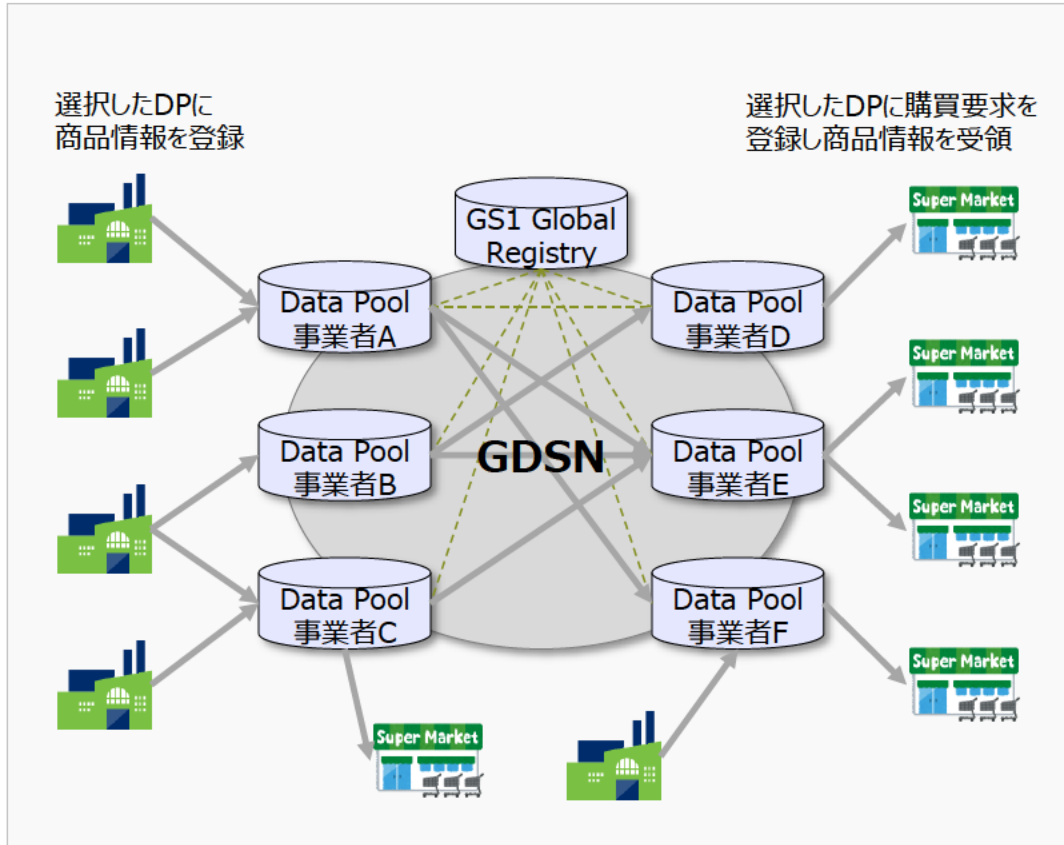 選択したDPに
商品情報を登録
選択したDPに購買要求を
登録し商品情報を受領
GS1 Global
Registry
Super Market
Data Pool
事業者A
Data Pool
事業者D
Super Market
Data Pool
事業者B
GDSN
Data Pool
事業者E
Super Market
Data Pool
事業者C
Data Pool
事業者F
Super Market
Super Market